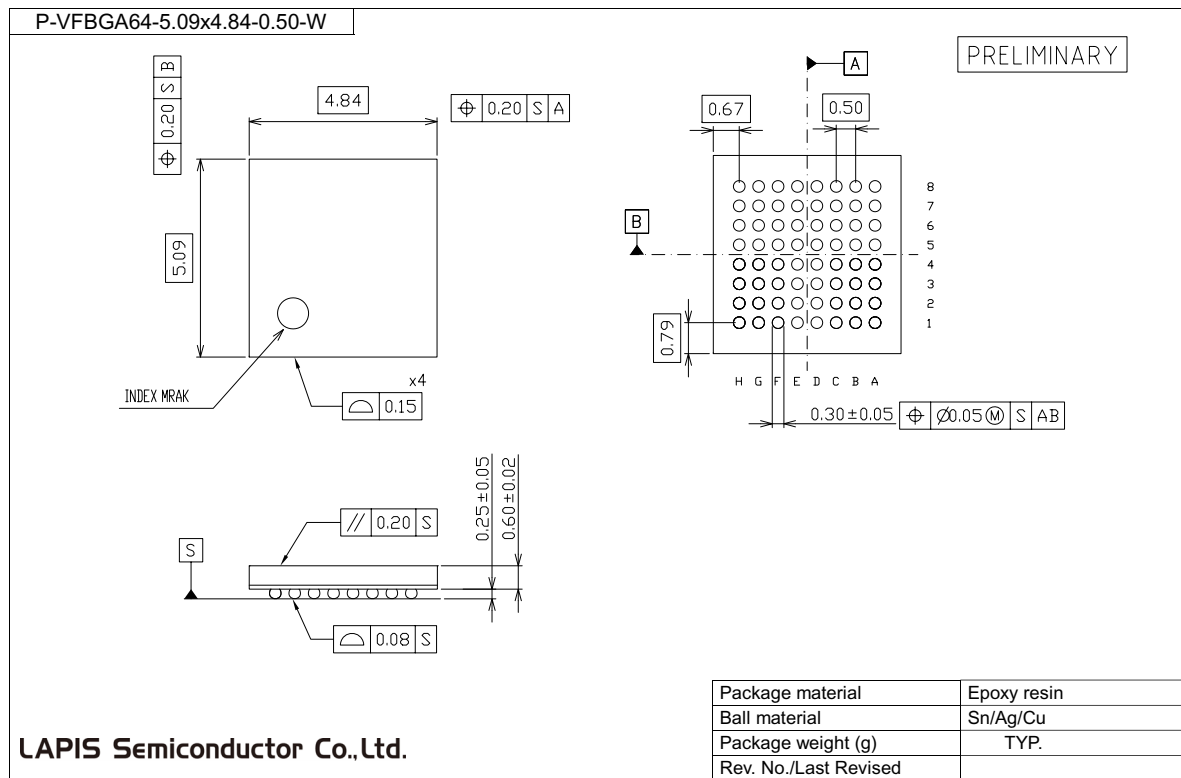 P-VFBGA64-5.09x4.84-0.50-W
PRELIMINARY
⌖ 0.20 S B
4.84
⌖ 0.20 S A
5.09
INDEX MRAK
x4
⌓ 0.15
A
0.67
0.50
B
8
7
6
5
4
3
2
1
0.79
H G F E D C B A
0.30±0.05 ⌖ Ø0.05 Ⓜ S AB
0.25±0.05
0.60±0.02
// 0.20 S
S
⌓ 0.08 S
Package material Epoxy resin
Ball material Sn/Ag/Cu
Package weight (g) TYP.
Rev. No./Last Revised
LAPIS Semiconductor Co.,Ltd.